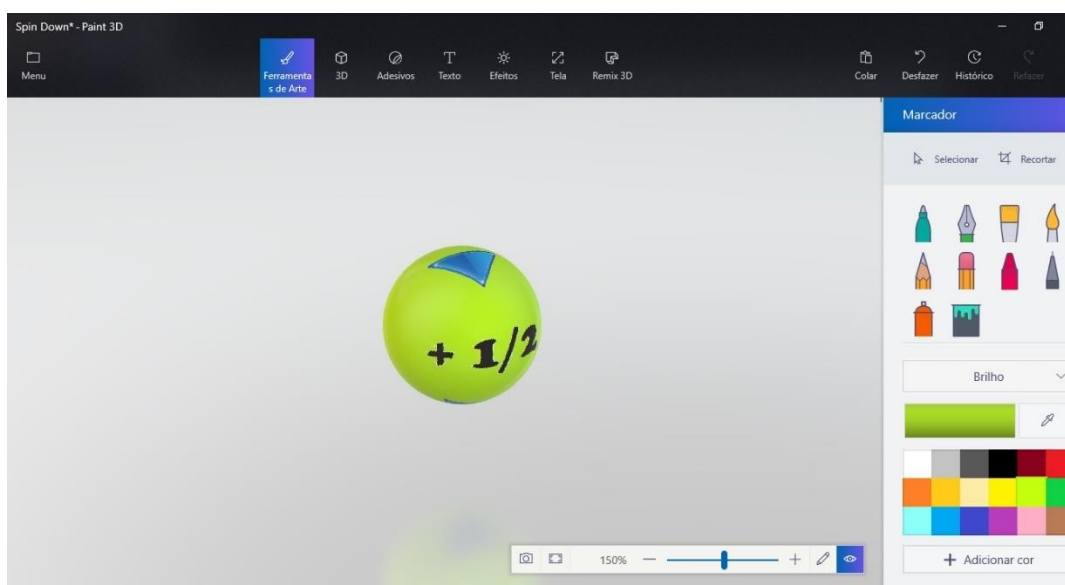 Spin Down* - Paint 3D
Menu
Ferramenta
s de Arte
3D
Adesivos
Texto
Efeitos
Tela
Remix 3D
Colar
Desfazer
Histórico
Refazer
Marcador
Selecionar
Recortar
+ 1/2
Brilho
150%
Adicionar cor